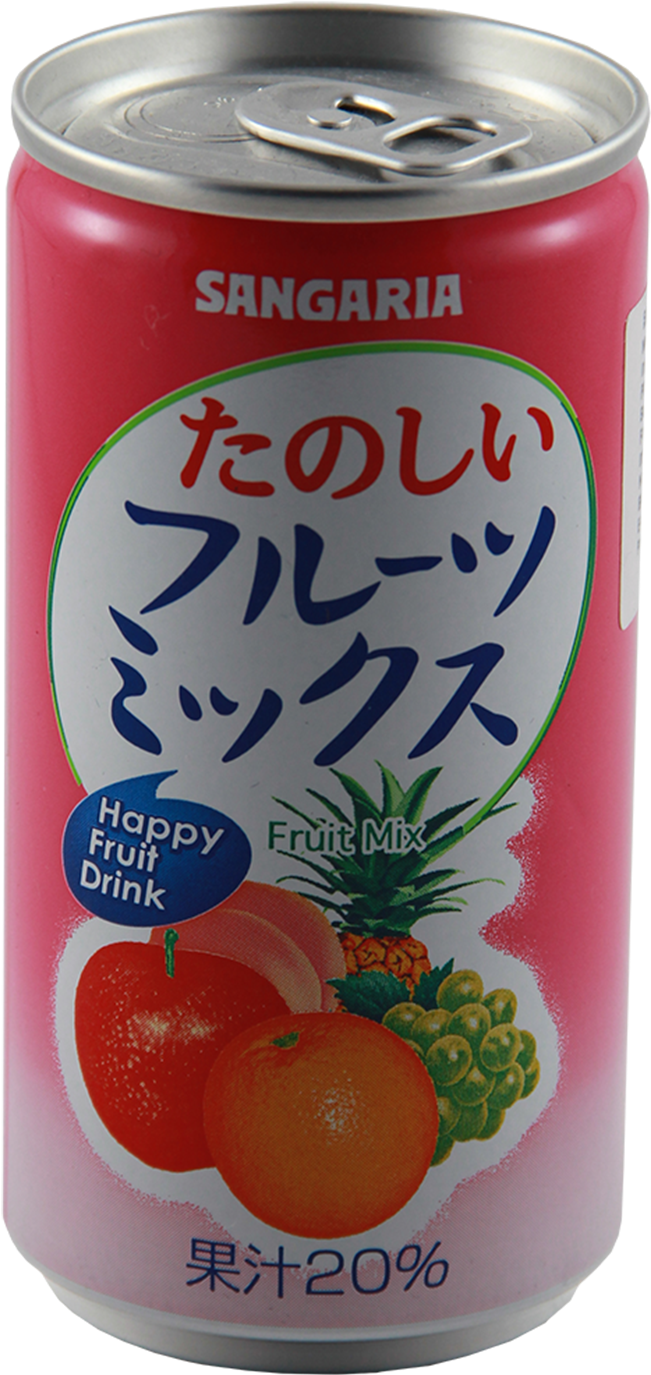 SANGARIA
たのしい
フルーツ
ミックス
Happy
Fruit
Drink
Fruit Mix
果汁20%